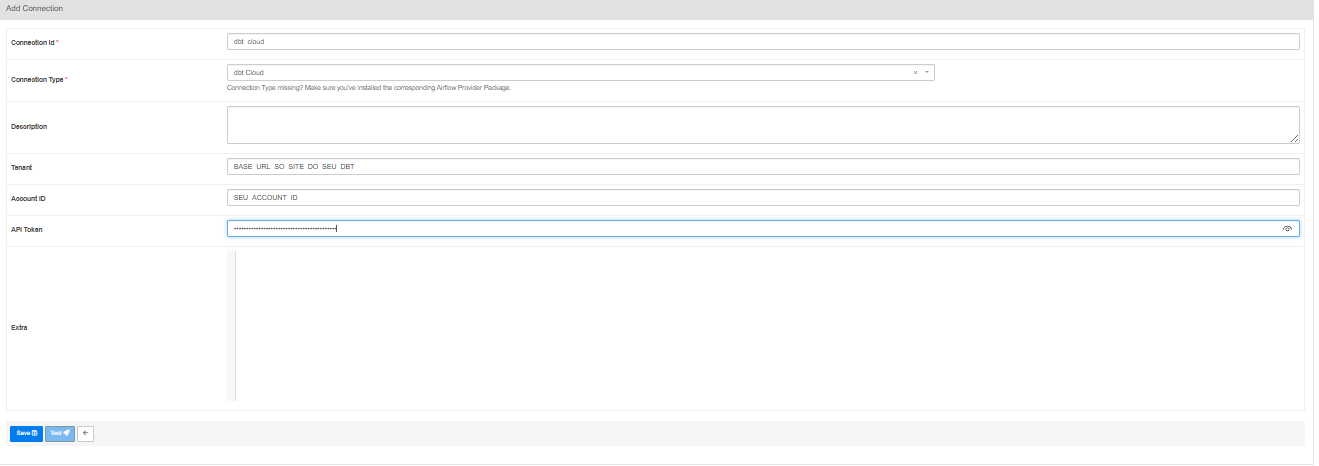 Add Connection
Connection Id *
dbt_cloud
Connection Type *
dbt Cloud
Connection Type missing? Make sure you've installed the corresponding Airflow Provider Package.
Description
Tenant
BASE_URL_SO_SITE_DO_SEU_DBT
Account ID
SEU_ACCOUNT_ID
API Token
Extra
Save
Test